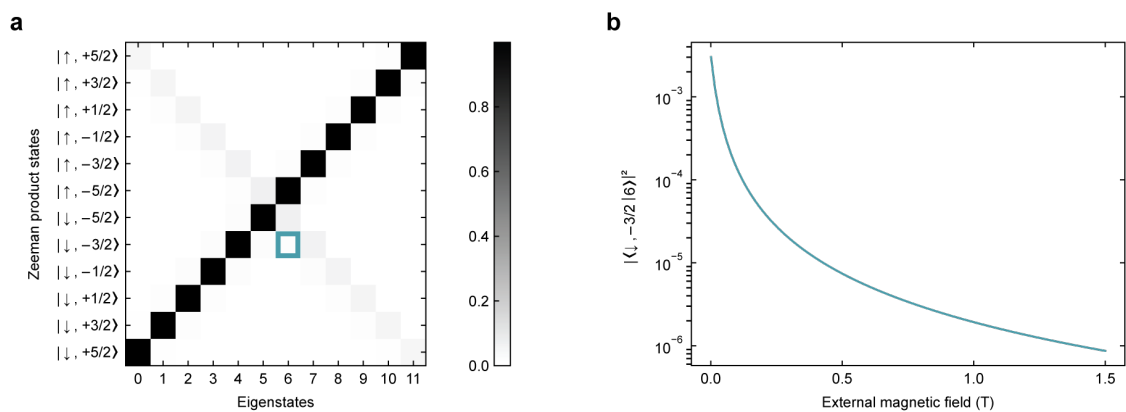 a
b
Zeeman product states
|↑, +5/2⟩
|↑, +3/2⟩
|↑, +1/2⟩
|↑, −1/2⟩
|↑, −3/2⟩
|↑, −5/2⟩
|↓, −5/2⟩
|↓, −3/2⟩
|↓, −1/2⟩
|↓, +1/2⟩
|↓, +3/2⟩
|↓, +5/2⟩
0 1 2 3 4 5 6 7 8 9 10 11
Eigenstates
0.8
0.6
0.4
0.2
0.0
|⟨↓, −3/2 |6⟩|²
10⁻³
10⁻⁴
10⁻⁵
10⁻⁶
0.0 0.5 1.0 1.5
External magnetic field (T)